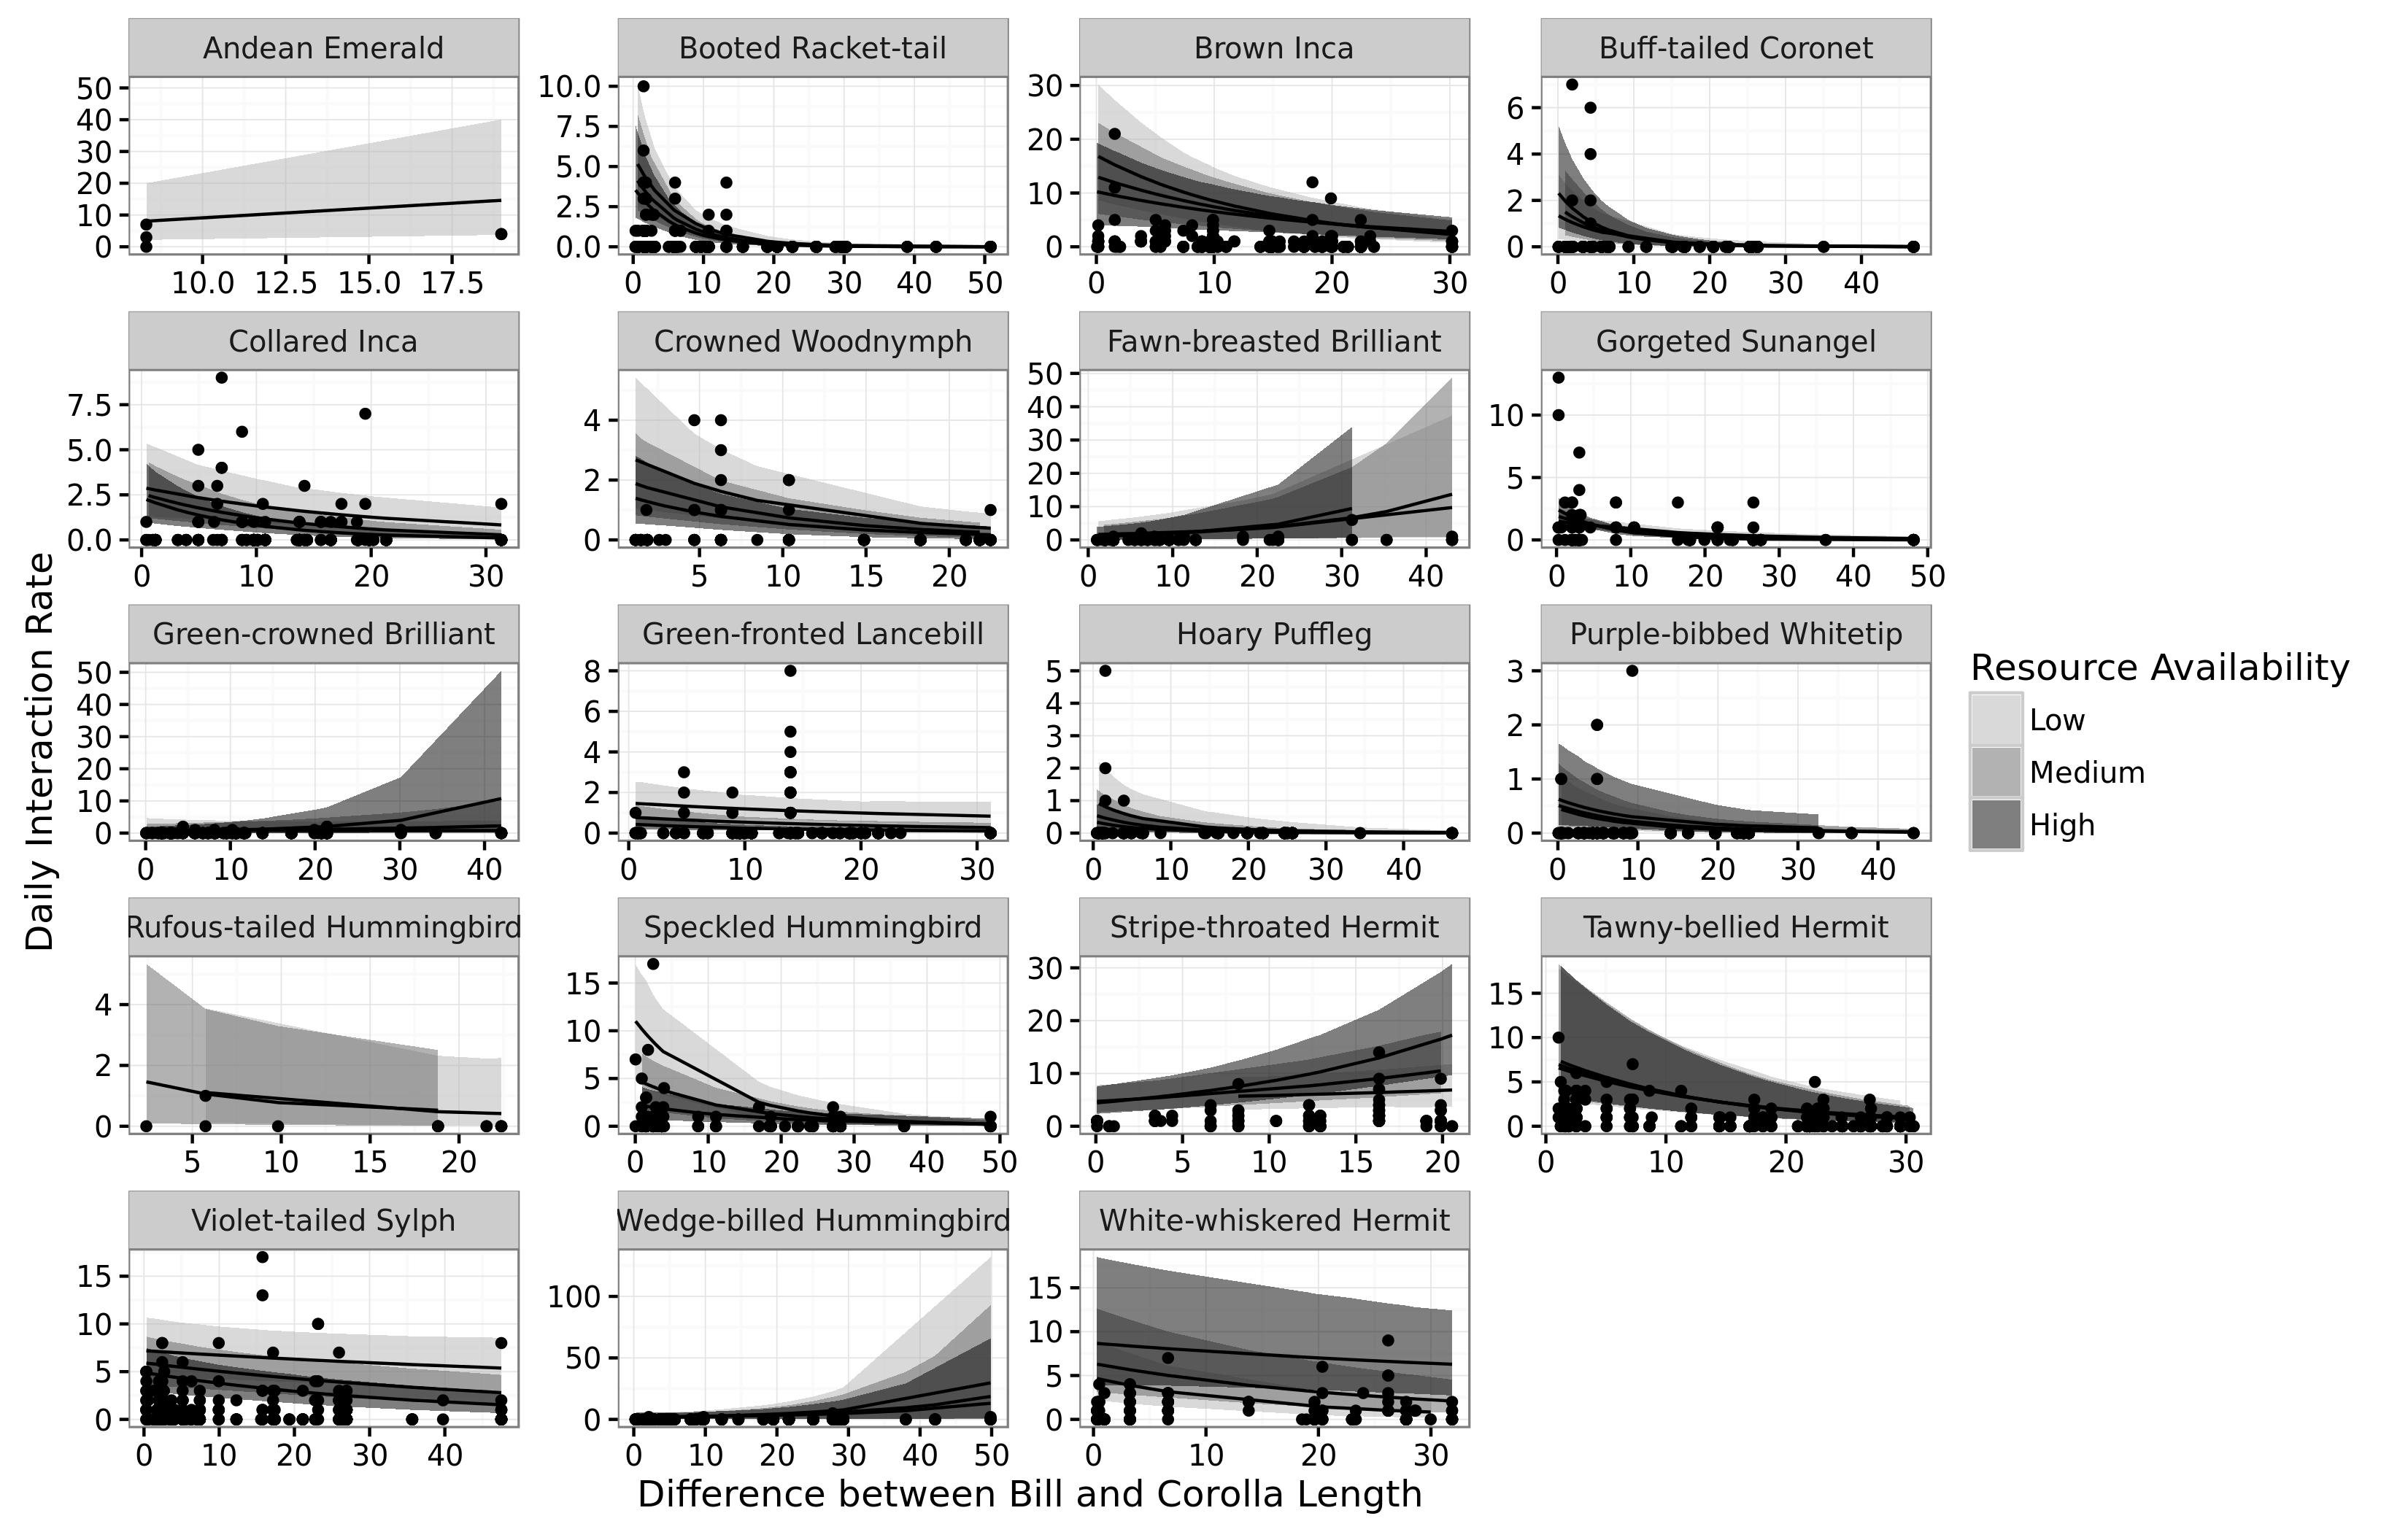 Andean Emerald
Booted Racket-tail
Brown Inca
Buff-tailed Coronet
50
40
30
20
10
0
10.0
7.5
5.0
2.5
0.0
30
20
10
0
6
4
2
0
10.0 12.5 15.0 17.5
0 10 20 30 40 50
0 10 20 30
0 10 20 30 40
Collared Inca
Crowned Woodnymph
Fawn-breasted Brilliant
Gorgeted Sunangel
7.5
5.0
2.5
0.0
4
2
0
50
40
30
20
10
0
10
5
0
0 10 20 30
5 10 15 20
0 10 20 30 40
0 10 20 30 40 50
Daily Interaction Rate
Green-crowned Brilliant
Green-fronted Lancebill
Hoary Puffleg
Purple-bibbed Whitetip
50
40
30
20
10
0
8
6
4
2
0
5
4
3
2
1
0
3
2
1
0
0 10 20 30 40
0 10 20 30
0 10 20 30 40
0 10 20 30 40
Resource Availability
Low
Medium
High
Rufous-tailed Hummingbird
Speckled Hummingbird
Stripe-throated Hermit
Tawny-bellied Hermit
4
2
0
15
10
5
0
30
20
10
0
15
10
5
0
5 10 15 20
0 10 20 30 40 50
0 5 10 15 20
0 10 20 30
Violet-tailed Sylph
Wedge-billed Hummingbird
White-whiskered Hermit
15
10
5
0
100
50
0
15
10
5
0
0 10 20 30 40
0 10 20 30 40 50
0 10 20 30
Difference between Bill and Corolla Length